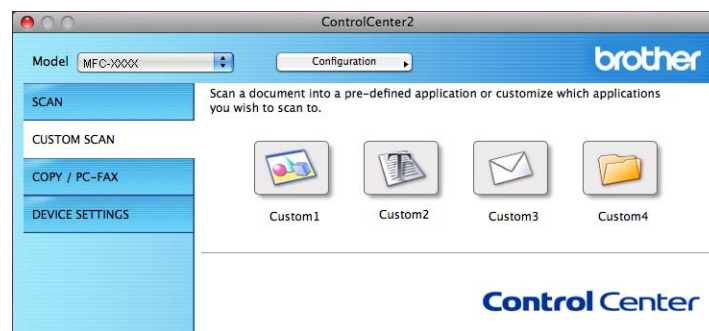 ControlCenter2
Model MFC-XXXX Configuration brother
SCAN
CUSTOM SCAN
COPY / PC-FAX
DEVICE SETTINGS
Scan a document into a pre-defined application or customize which applications
you wish to scan to.
Custom1 Custom2 Custom3 Custom4
Control Center